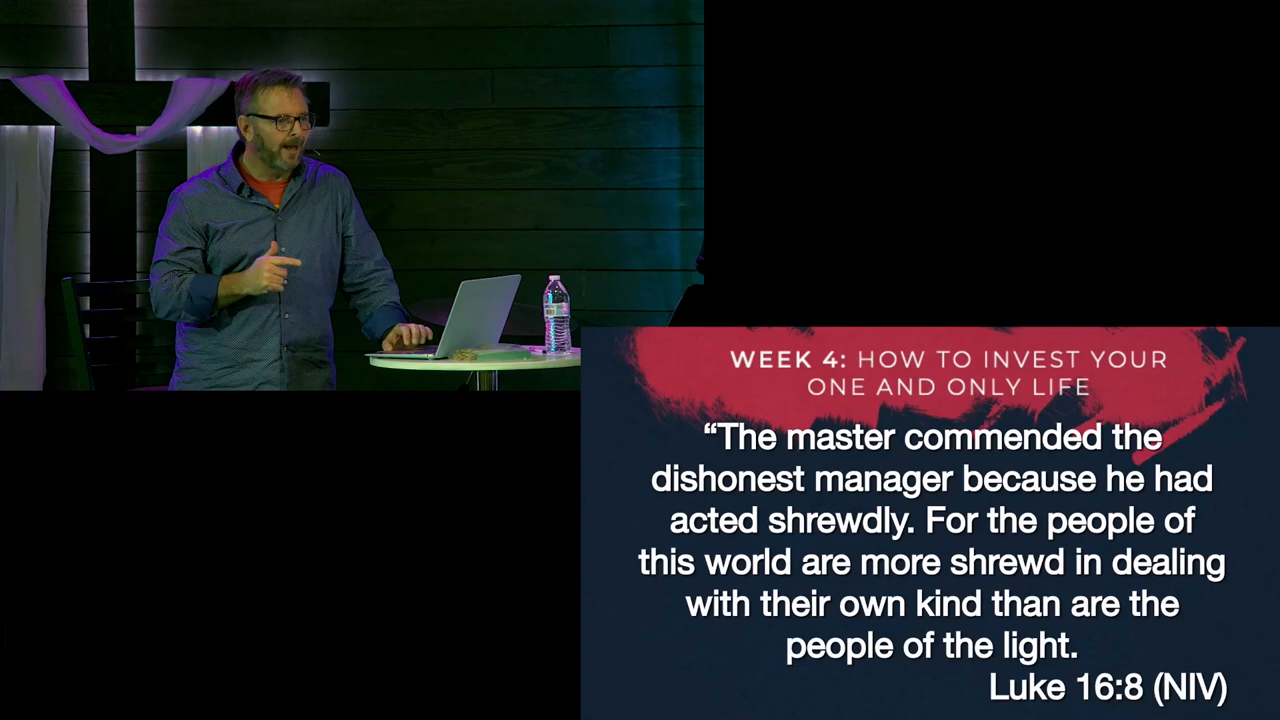 WEEK 4: HOW TO INVEST YOUR
ONE AND ONLY LIFE
“The master commended the
dishonest manager because he had
acted shrewdly. For the people of
this world are more shrewd in dealing
with their own kind than are the
people of the light.
Luke 16:8 (NIV)